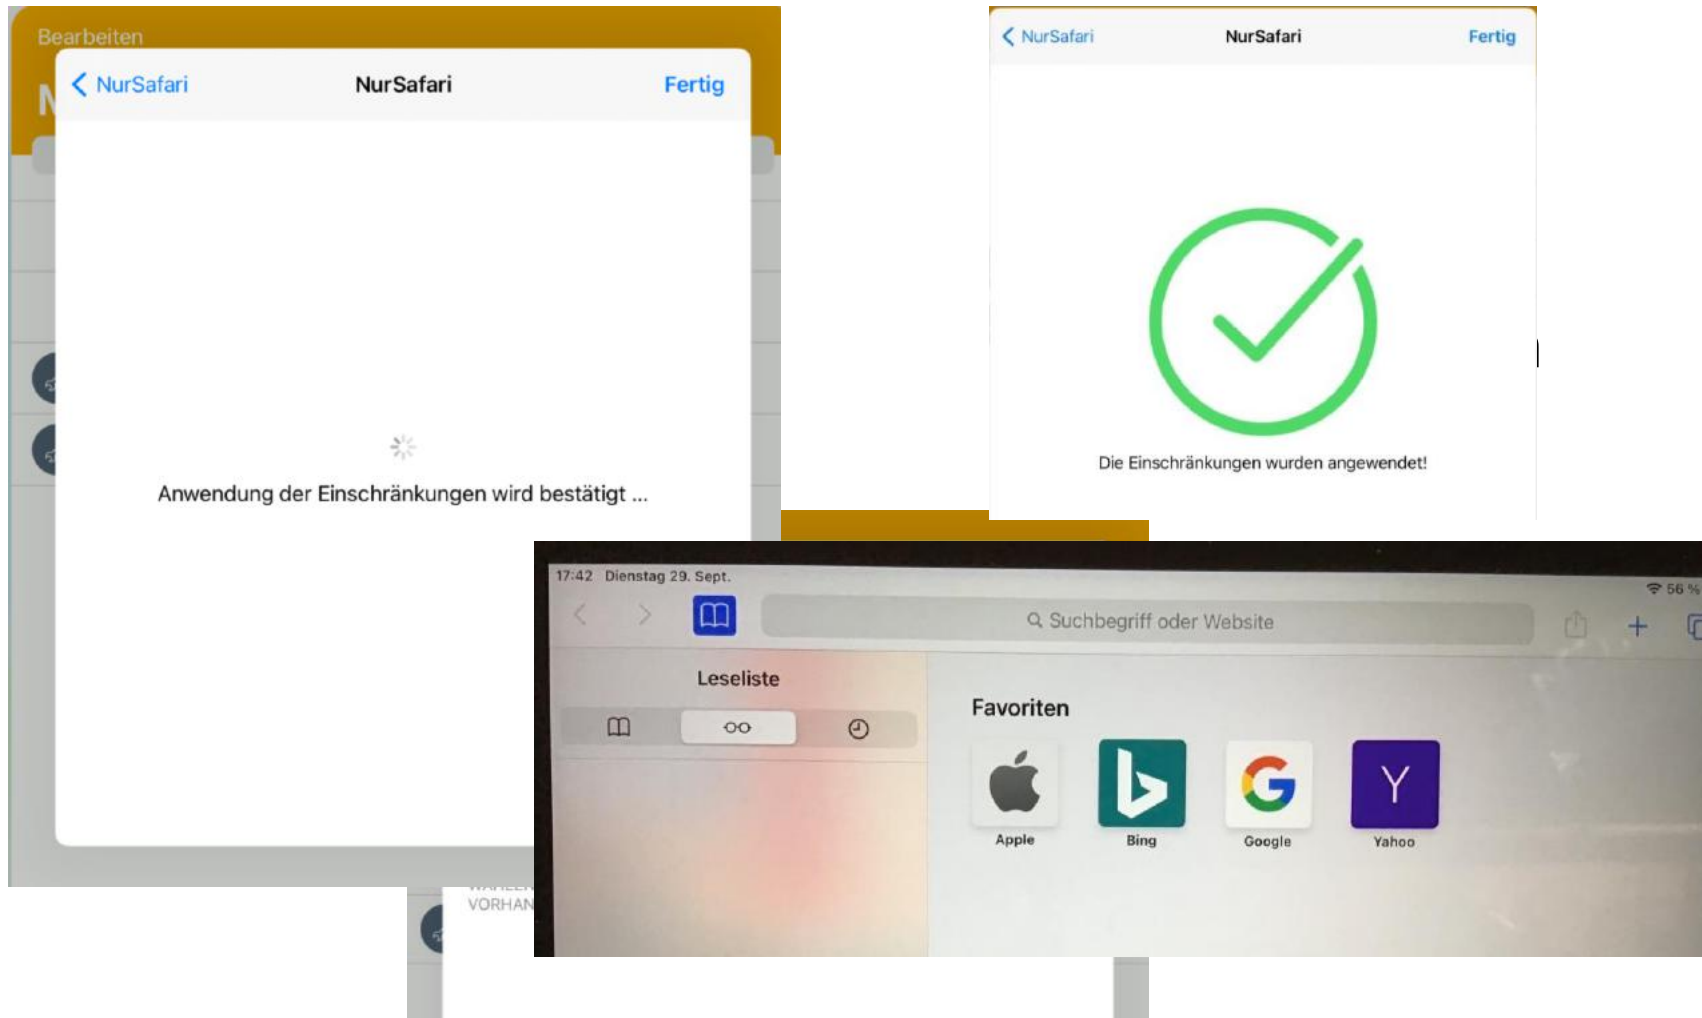 Bearbeiten
NurSafari
NurSafari
Fertig
Anwendung der Einschränkungen wird bestätigt ...
NurSafari
NurSafari
Fertig
Die Einschränkungen wurden angewendet!
17:42 Dienstag 29. Sept.
56 %
Suchbegriff oder Website
Leseliste
Favoriten
Apple
Bing
Google
Yahoo
VORHAN